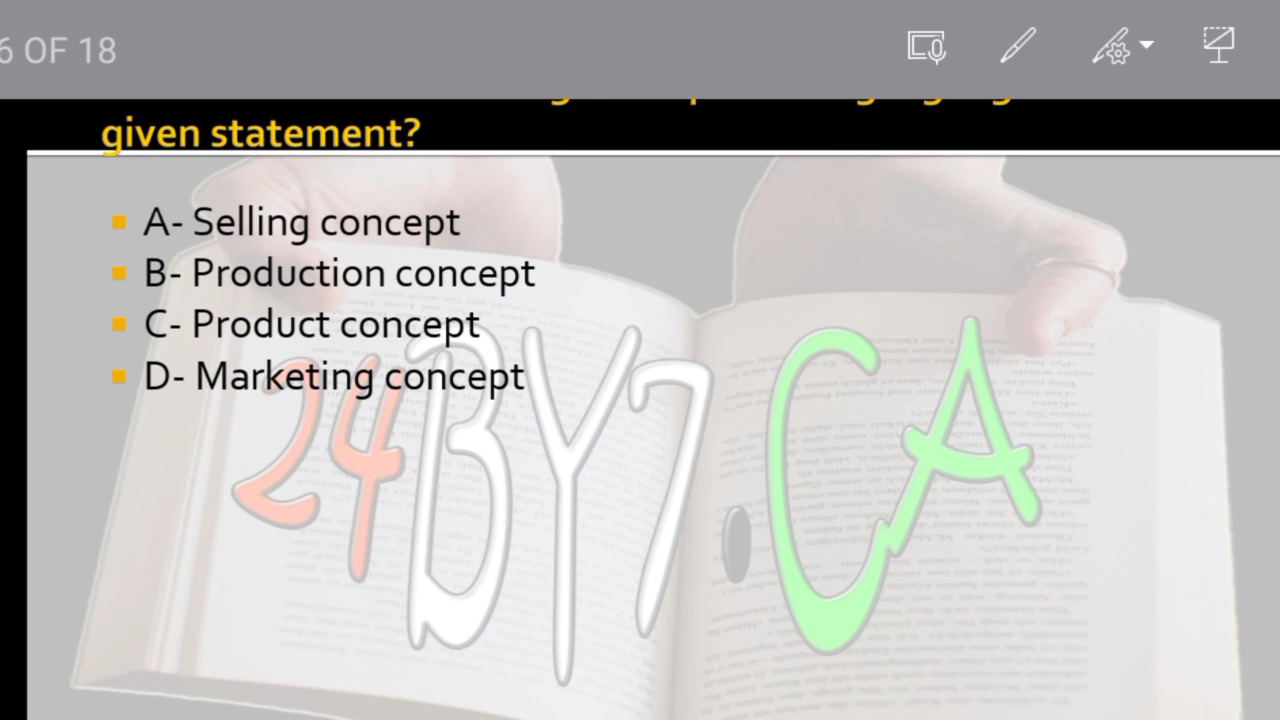 6 OF 18
given statement?
A- Selling concept
B- Production concept
C- Product concept
D- Marketing concept
24BY7.CA